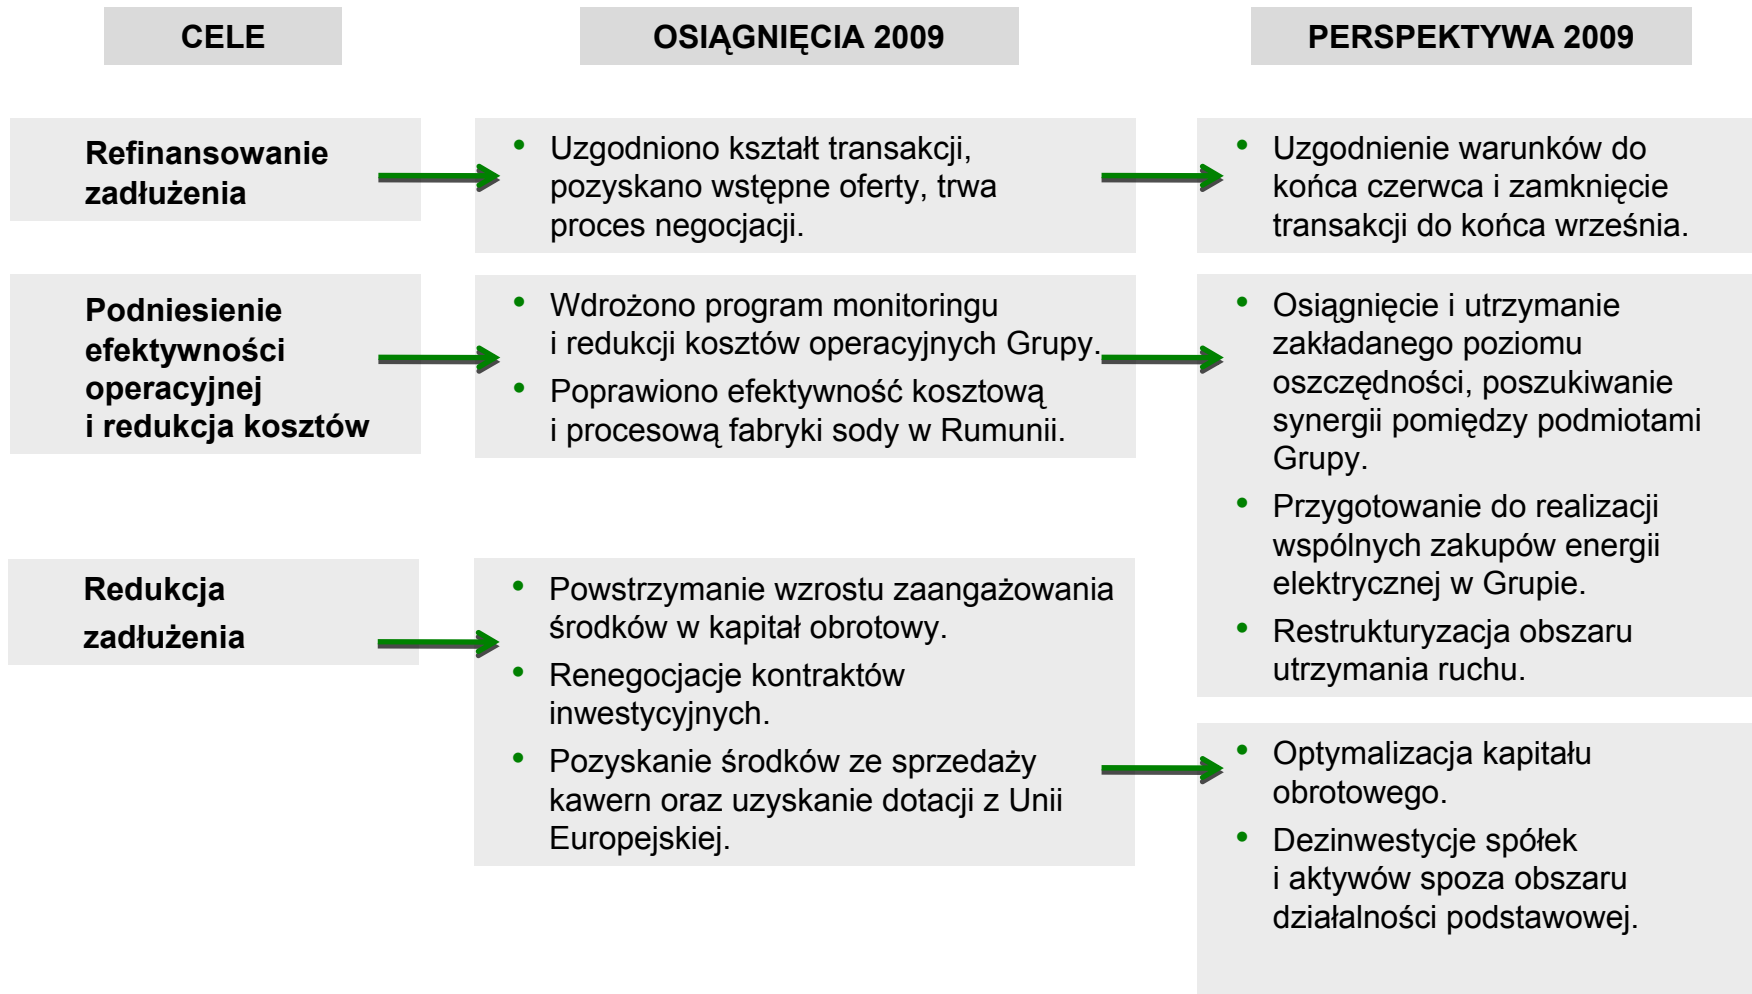 CELE
OSIĄGNIĘCIA 2009
PERSPEKTYWA 2009
Refinansowanie
zadłużenia
• Uzgodniono kształt transakcji,
pozyskano wstępne oferty, trwa
proces negocjacji.
• Uzgodnienie warunków do
końca czerwca i zamknięcie
transakcji do końca września.
Podniesienie
efektywności
operacyjnej
i redukcja kosztów
• Wdrożono program monitoringu
i redukcji kosztów operacyjnych Grupy.
• Poprawiono efektywność kosztową
i procesową fabryki sody w Rumunii.
• Osiągnięcie i utrzymanie
zakładanego poziomu
oszczędności, poszukiwanie
synergii pomiędzy podmiotami
Grupy.
• Przygotowanie do realizacji
wspólnych zakupów energii
elektrycznej w Grupie.
• Restrukturyzacja obszaru
utrzymania ruchu.
Redukcja
zadłużenia
• Powstrzymanie wzrostu zaangażowania
środków w kapitał obrotowy.
• Renegocjacje kontraktów
inwestycyjnych.
• Pozyskanie środków ze sprzedaży
kawern oraz uzyskanie dotacji z Unii
Europejskiej.
• Optymalizacja kapitału
obrotowego.
• Dezinwestycje spółek
i aktywów spoza obszaru
działalności podstawowej.